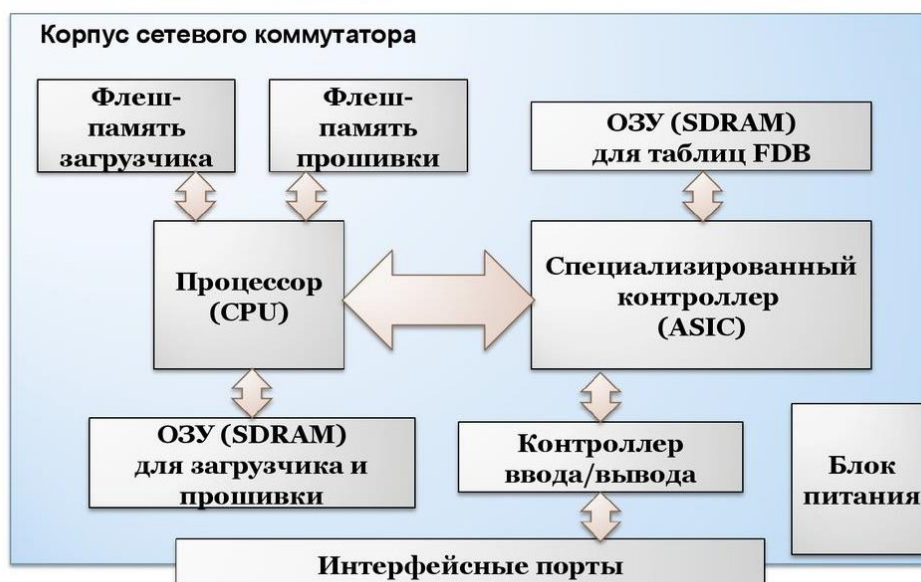 Корпус сетевого коммутатора
Флеш-
память
загрузчика
Флеш-
память
прошивки
ОЗУ (SDRAM)
для таблиц FDB
Процессор
(CPU)
Специализированный
контроллер
(ASIC)
ОЗУ (SDRAM)
для загрузчика и
прошивки
Контроллер
ввода/вывода
Блок
питания
Интерфейсные порты